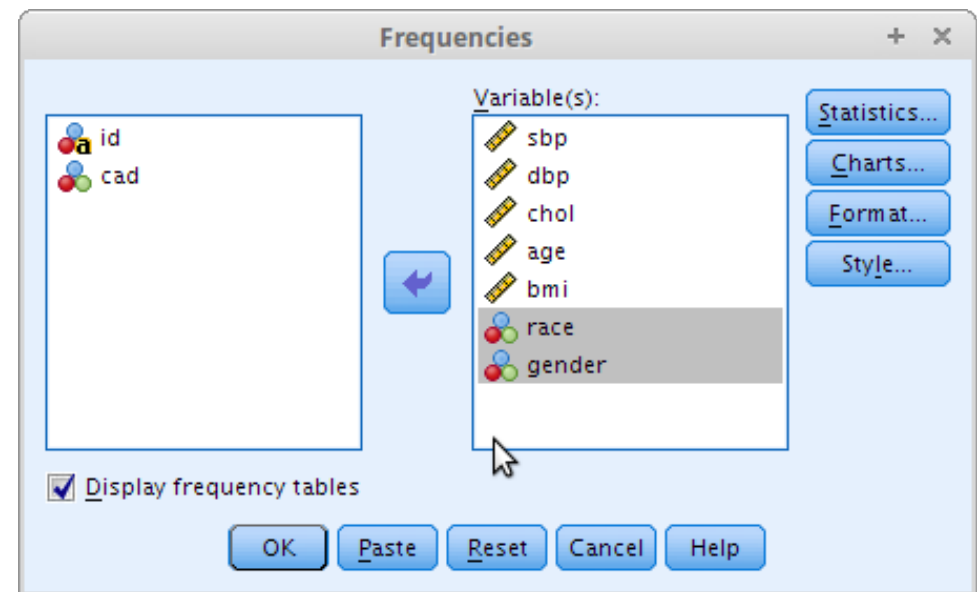 Frequencies
Variable(s):
id
cad
sbp
dbp
chol
age
bmi
race
gender
Statistics...
Charts...
Format...
Style...
Display frequency tables
OK
Paste
Reset
Cancel
Help